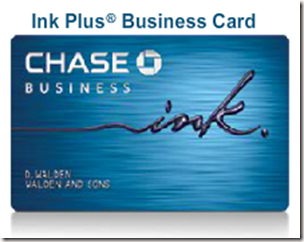 Ink Plus® Business Card
CHASE
BUSINESS
ink.
D. WALDEN
WALDEN AND SONS